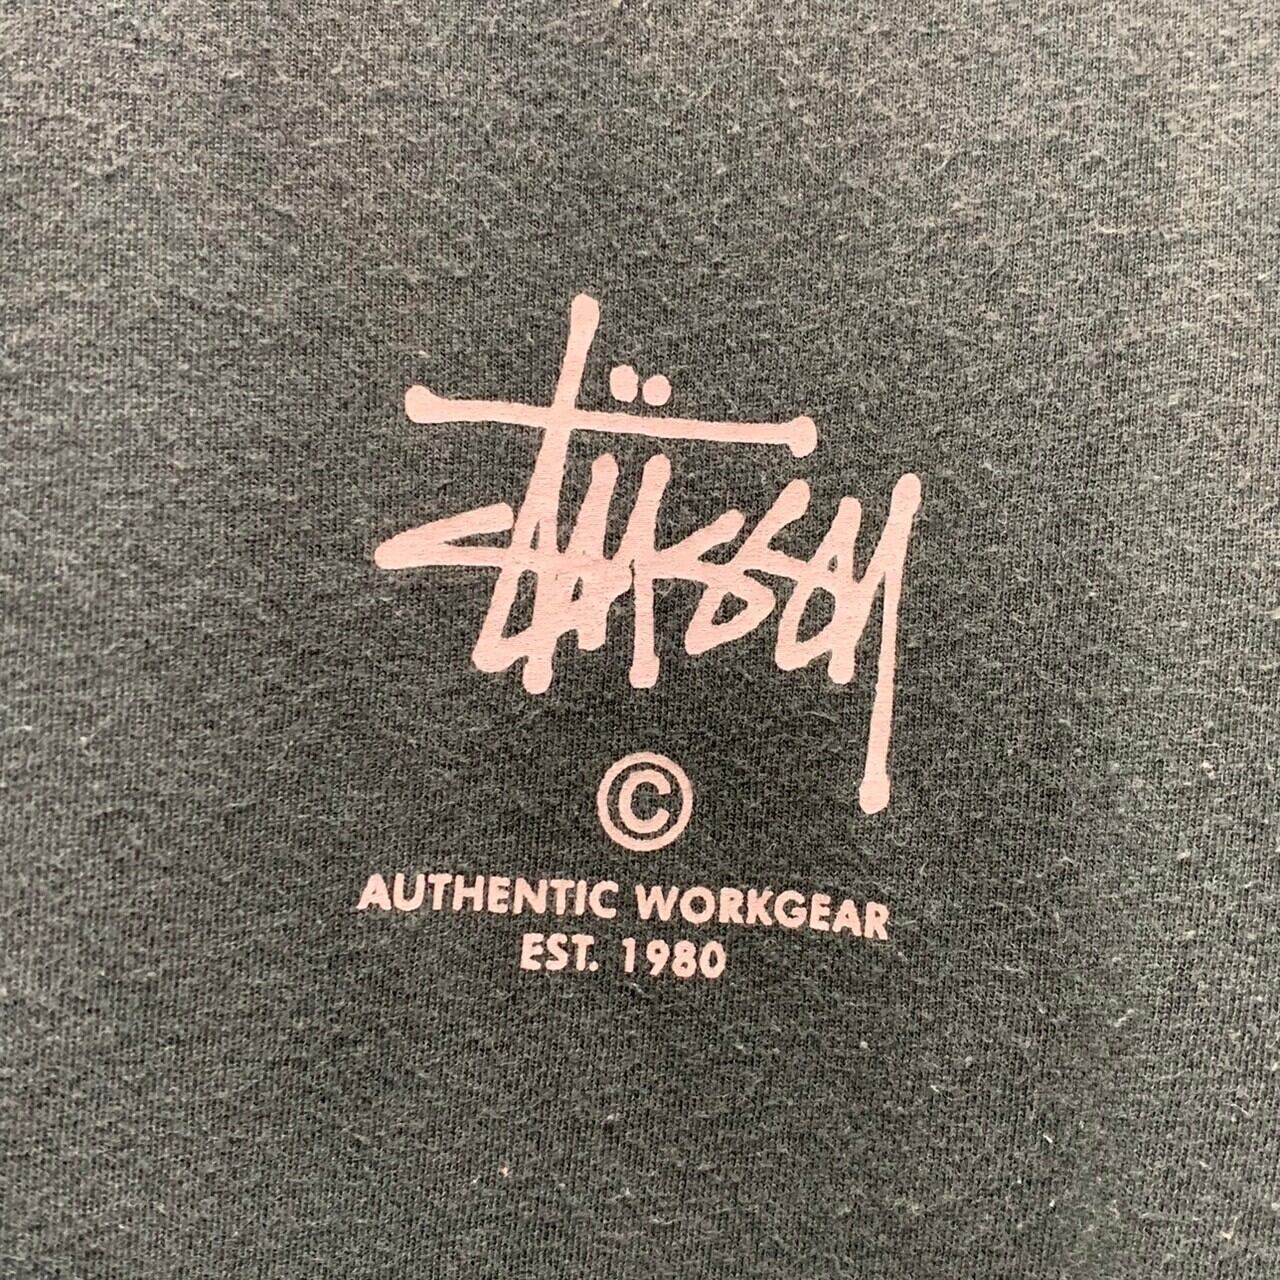 Stüssy
©
AUTHENTIC WORKGEAR
EST. 1980